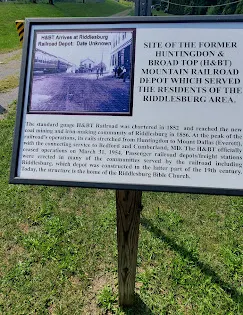 H&BT Arrives at Riddlesburg
Railroad Depot: Date Unknown
SITE OF THE FORMER
HUNTINGDON &
BROAD TOP (H&BT)
MOUNTAIN RAILROAD
DEPOT WHICH SERVED
THE RESIDENTS OF THE
RIDDLESBURG AREA.
The standard gauge H&BT Railroad was chartered in 1852 and reached the new
coal mining and iron making community of Riddlesburg in 1856. At the peak of the
railroad's operations, its rails stretched from Huntingdon to Mount Dallas (Everett),
with the connecting service to Bedford and Cumberland, MD. The H&BT officially
ceased operations on March 31, 1954. Passenger railroad depots/freight stations
were erected in many of the communities served by the railroad including
Riddlesburg, which depot was constructed in the latter part of the 19th century.
Today, the structure is the home of the Riddlesburg Bible Church.